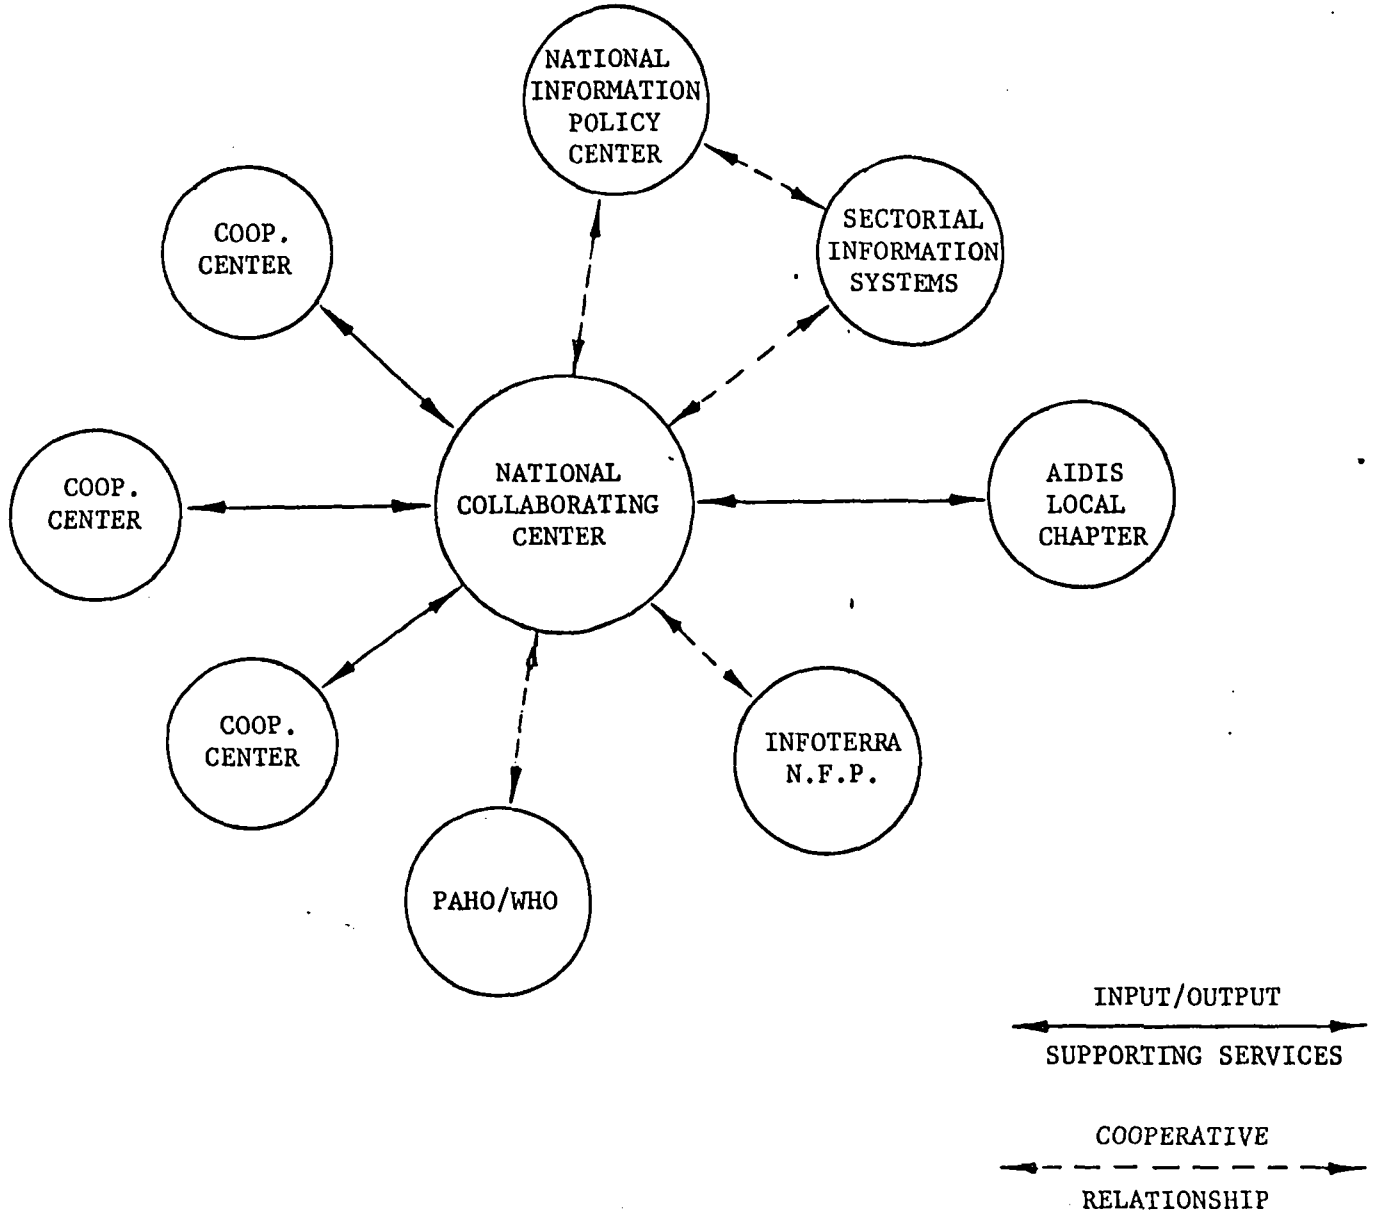 NATIONAL
INFORMATION
POLICY
CENTER
SECTORIAL
INFORMATION
SYSTEMS
COOP.
CENTER
COOP.
CENTER
NATIONAL
COLLABORATING
CENTER
AIDIS
LOCAL
CHAPTER
COOP.
CENTER
INFOTERRA
N.F.P.
PAHO/WHO
INPUT/OUTPUT
SUPPORTING SERVICES
COOPERATIVE
RELATIONSHIP